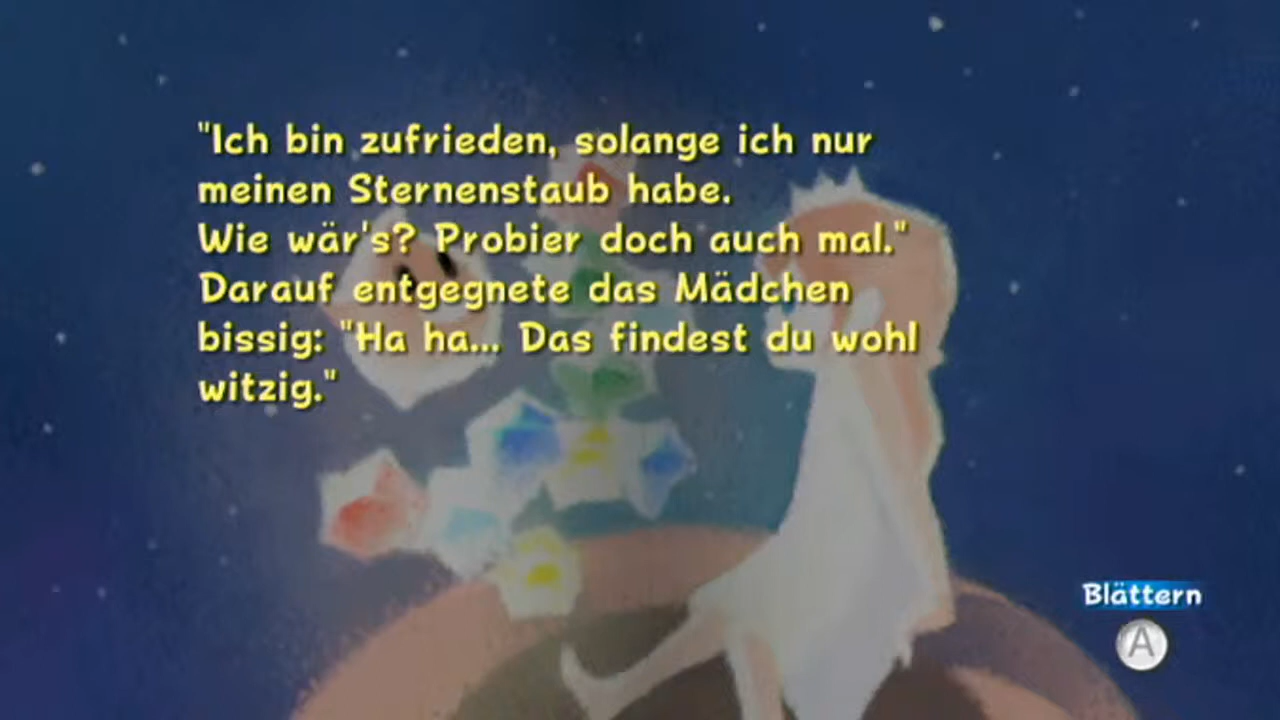 "Ich bin zufrieden, solange ich nur
meinen Sternenstaub habe.
Wie wär's? Probier doch auch mal."
Darauf entgegnete das Mädchen
bissig: "Ha ha... Das findest du wohl
witzig."
Blättern
A